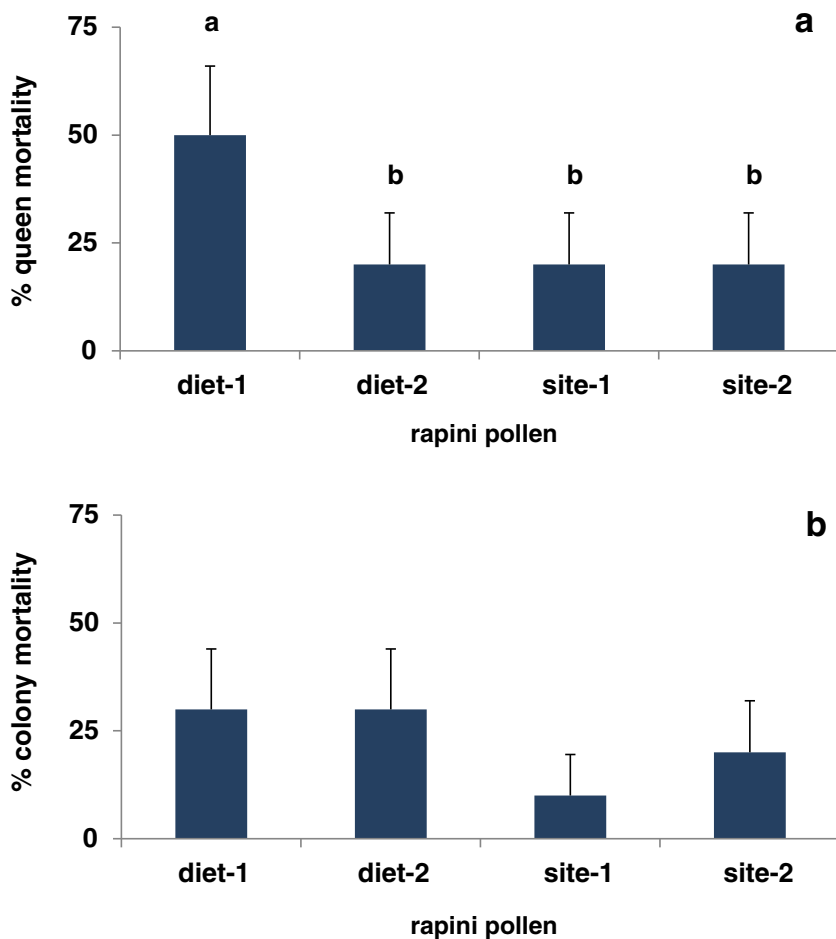 a
75
a
50
b
b
b
25
0
% queen mortality
diet-1 diet-2 site-1 site-2
rapini pollen
b
75
50
25
0
% colony mortality
diet-1 diet-2 site-1 site-2
rapini pollen